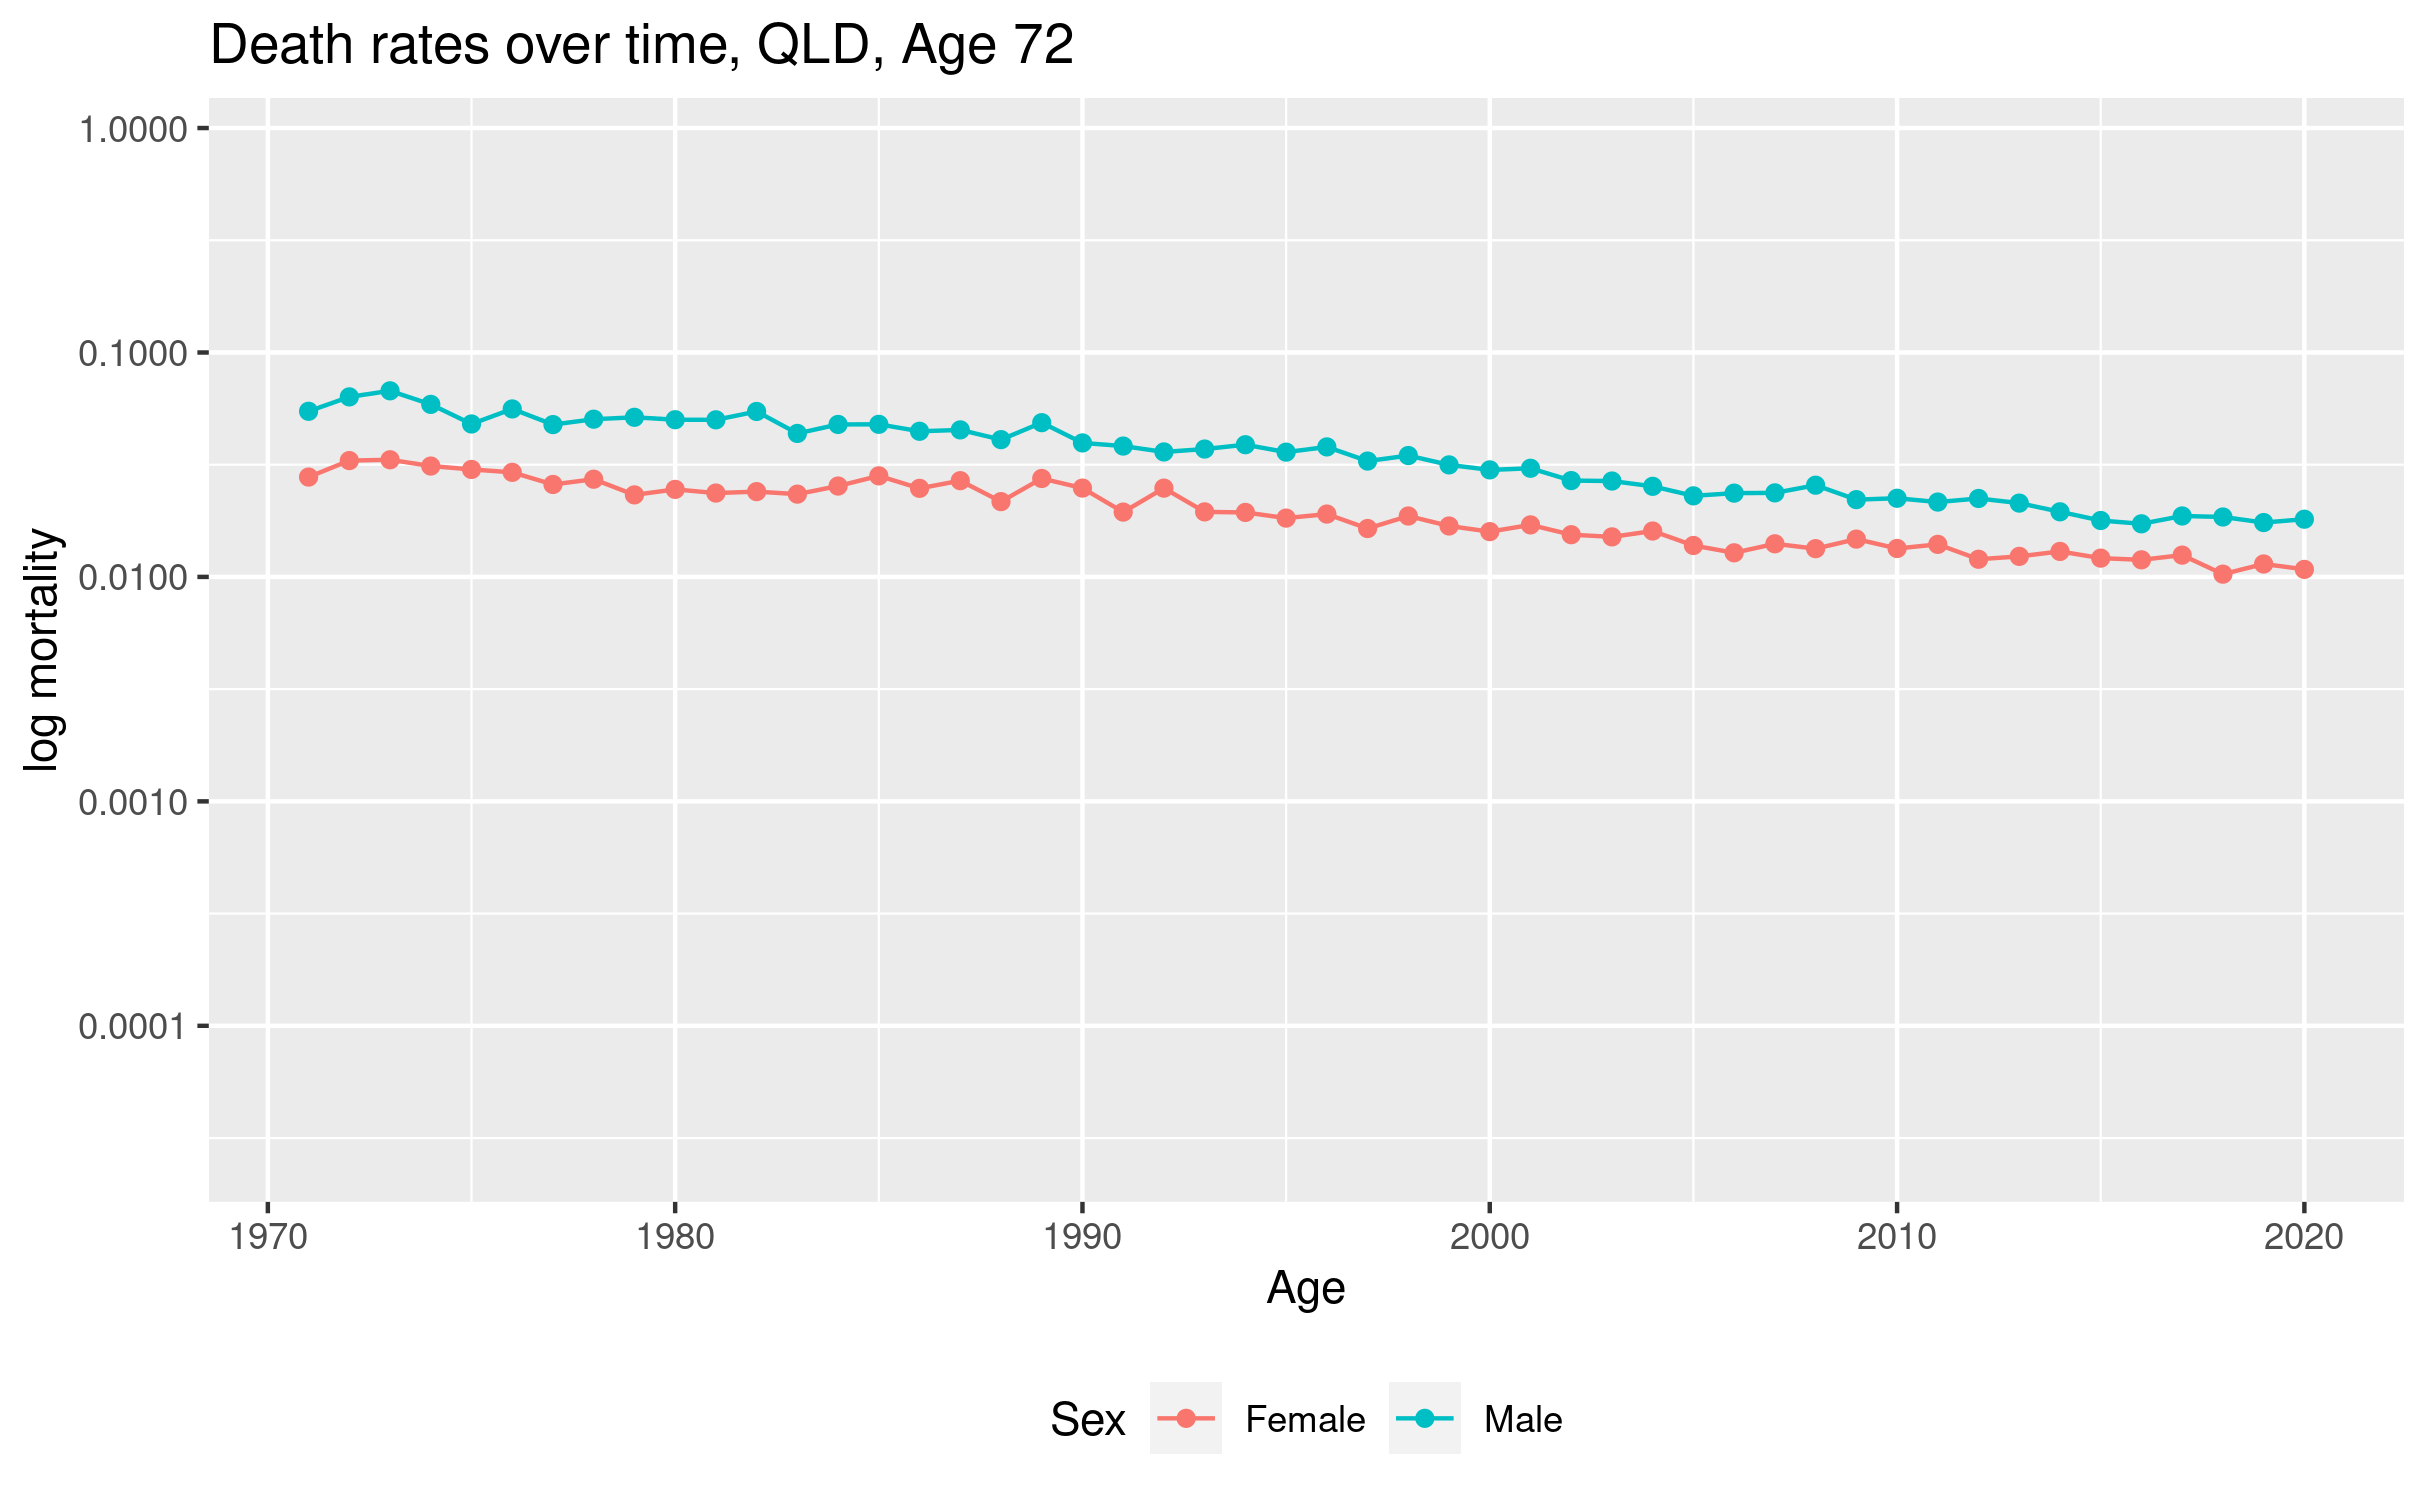 Death rates over time, QLD, Age 72
log mortality
1.0000
0.1000
0.0100
0.0010
0.0001
1970 1980 1990 2000 2010 2020
Age
Sex Female Male